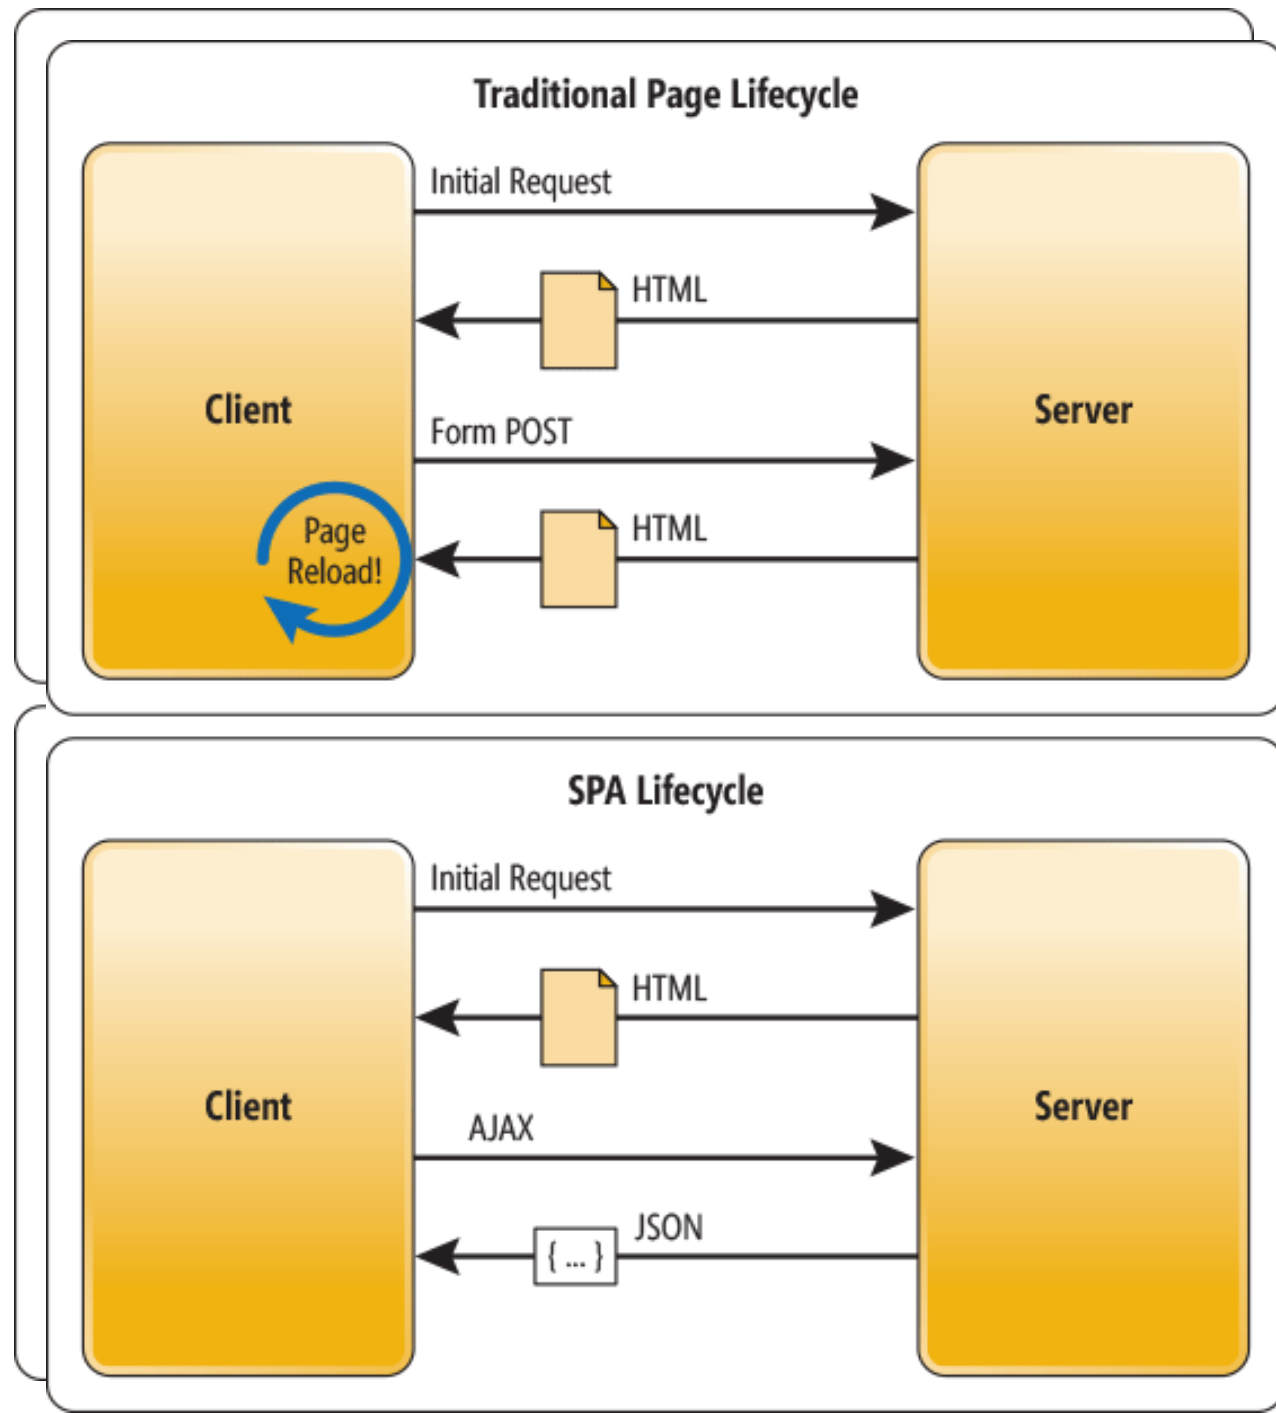 Traditional Page Lifecycle
Initial Request
HTML
Client
Server
Form POST
HTML
Page
Reload!
SPA Lifecycle
Initial Request
HTML
Client
Server
AJAX
JSON
{ ... }